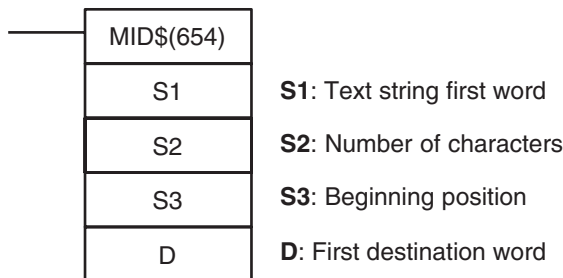 MID$(654)
S1 S1: Text string first word
S2 S2: Number of characters
S3 S3: Beginning position
D D: First destination word